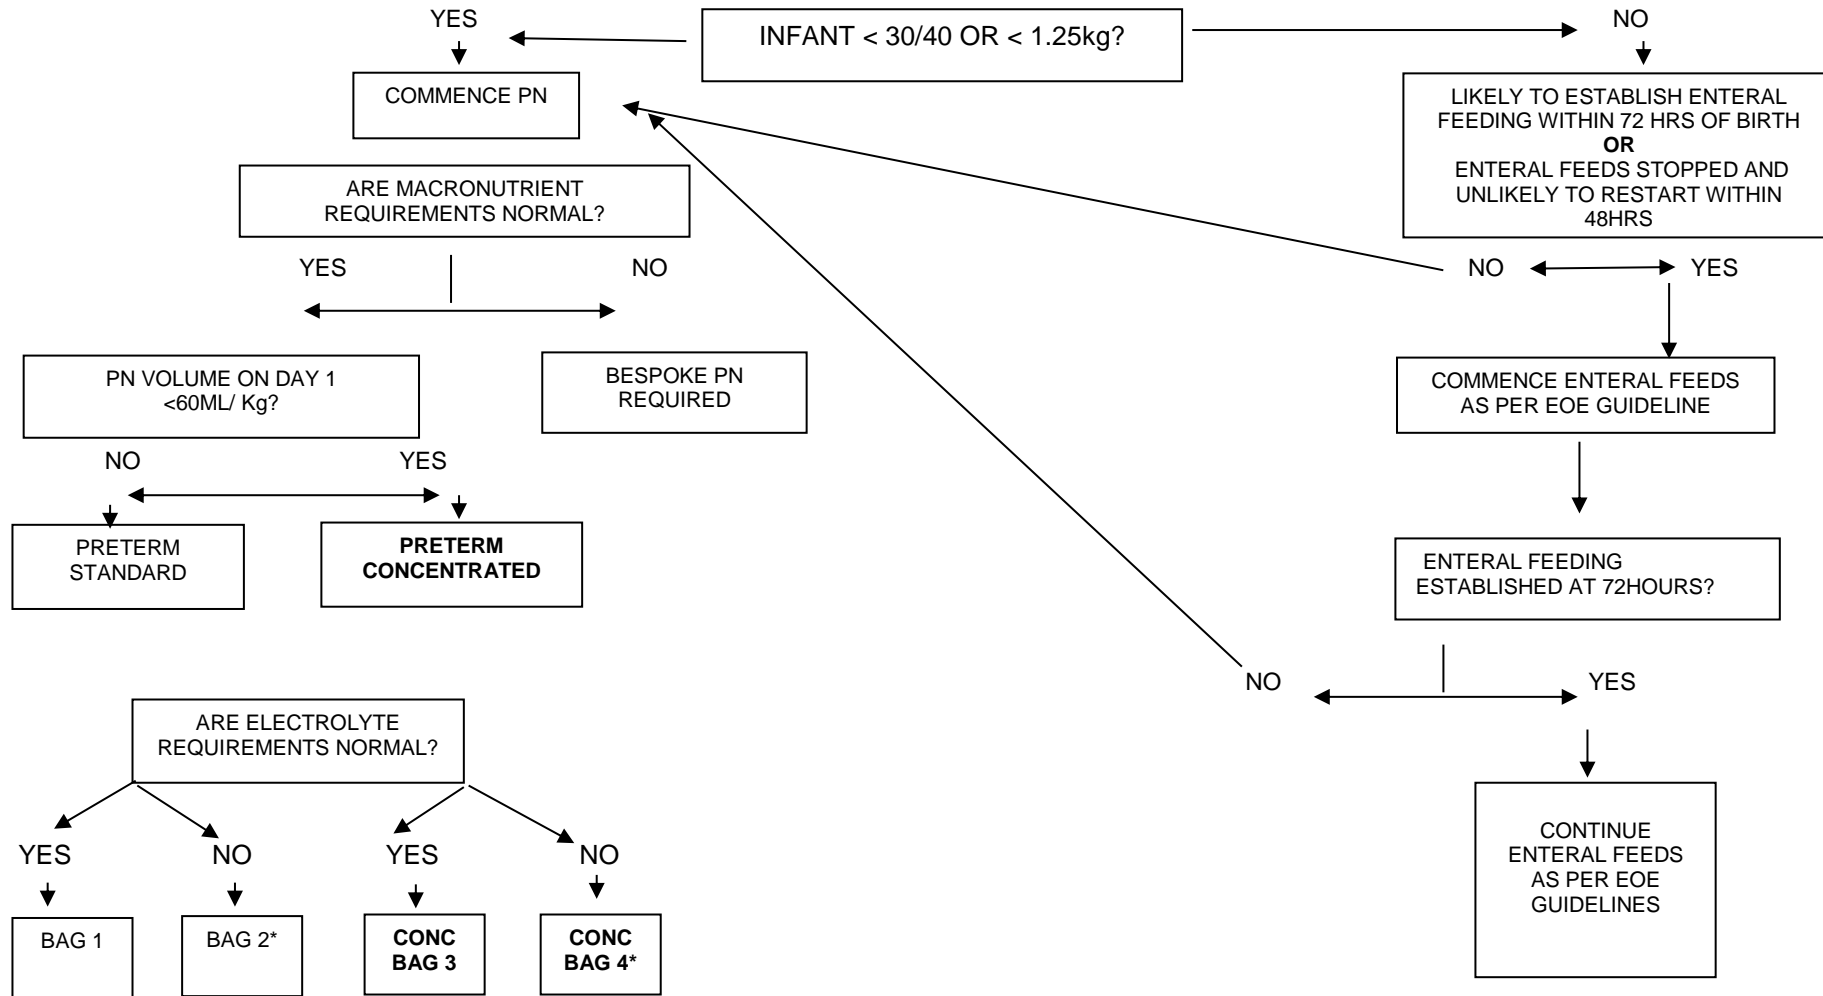 YES
INFANT < 30/40 OR < 1.25kg?
NO
COMMENCE PN
LIKELY TO ESTABLISH ENTERAL
FEEDING WITHIN 72 HRS OF BIRTH
OR
ENTERAL FEEDS STOPPED AND
UNLIKELY TO RESTART WITHIN
48HRS
ARE MACRONUTRIENT
REQUIREMENTS NORMAL?
YES
NO
NO
YES
PN VOLUME ON DAY 1
<60ML/ Kg?
BESPOKE PN
REQUIRED
COMMENCE ENTERAL FEEDS
AS PER EOE GUIDELINE
NO
YES
PRETERM
STANDARD
PRETERM
CONCENTRATED
ENTERAL FEEDING
ESTABLISHED AT 72HOURS?
NO
YES
ARE ELECTROLYTE
REQUIREMENTS NORMAL?
CONTINUE
ENTERAL FEEDS
AS PER EOE
GUIDELINES
YES
NO
YES
NO
BAG 1
BAG 2*
CONC
BAG 3
CONC
BAG 4*